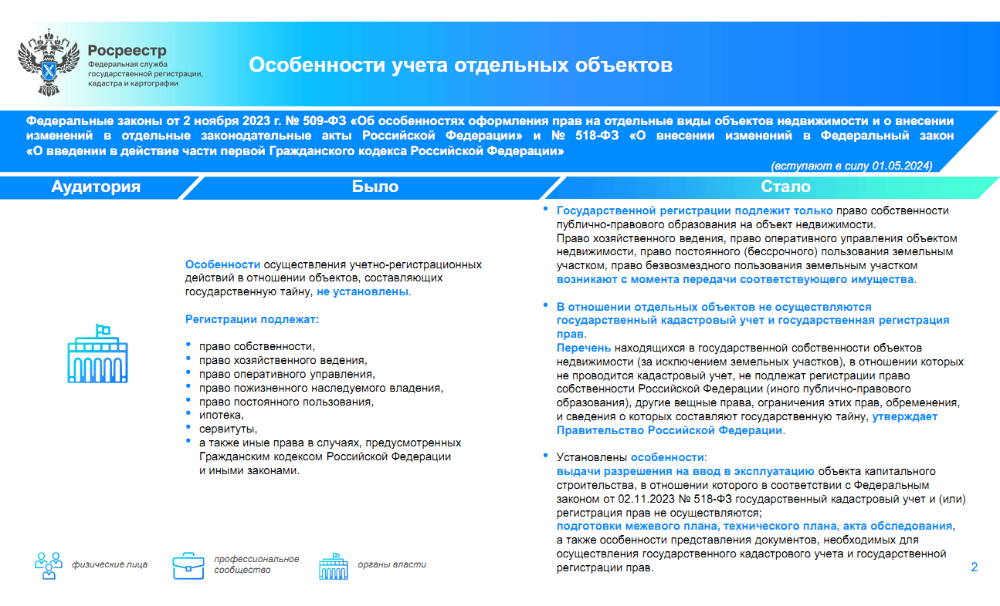 Росреестр
Федеральная служба
государственной регистрации,
кадастра и картографии
Особенности учета отдельных объектов
Федеральные законы от 2 ноября 2023 г. № 509-ФЗ «Об особенностях оформления прав на отдельные виды объектов недвижимости и о внесении
изменений в отдельные законодательные акты Российской Федерации» и № 518-ФЗ «О внесении изменений в Федеральный закон
«О введении в действие части первой Гражданского кодекса Российской Федерации»
(вступают в силу 01.05.2024)
Аудитория
Было
Стало
Особенности осуществления учетно-регистрационных
действий в отношении объектов, составляющих
государственную тайну, не установлены.
Регистрации подлежат:
• право собственности,
• право хозяйственного ведения,
• право оперативного управления,
• право пожизненного наследуемого владения,
• право постоянного пользования,
• ипотека,
• сервитуты,
• а также иные права в случаях, предусмотренных
Гражданским кодексом Российской Федерации
и иными законами.
• Государственной регистрации подлежит только право собственности
публично-правового образования на объект недвижимости.
Право хозяйственного ведения, право оперативного управления объектом
недвижимости, право постоянного (бессрочного) пользования земельным
участком, право безвозмездного пользования земельным участком
возникают с момента передачи соответствующего имущества.
• В отношении отдельных объектов не осуществляются
государственный кадастровый учет и государственная регистрация
прав.
Перечень находящихся в государственной собственности объектов
недвижимости (за исключением земельных участков), в отношении которых
не проводится кадастровый учет, не подлежат регистрации право
собственности Российской Федерации (иного публично-правового
образования), другие вещные права, ограничения этих прав, обременения,
и сведения о которых составляют государственную тайну, утверждает
Правительство Российской Федерации.
• Установлены особенности:
выдачи разрешения на ввод в эксплуатацию объекта капитального
строительства, в отношении которого в соответствии с Федеральным
законом от 02.11.2023 № 518-ФЗ государственный кадастровый учет и (или)
регистрация прав не осуществляются;
подготовки межевого плана, технического плана, акта обследования,
а также особенности представления документов, необходимых для
осуществления государственного кадастрового учета и государственной
регистрации прав.
физические лица
профессиональное
сообщество
органы власти
2